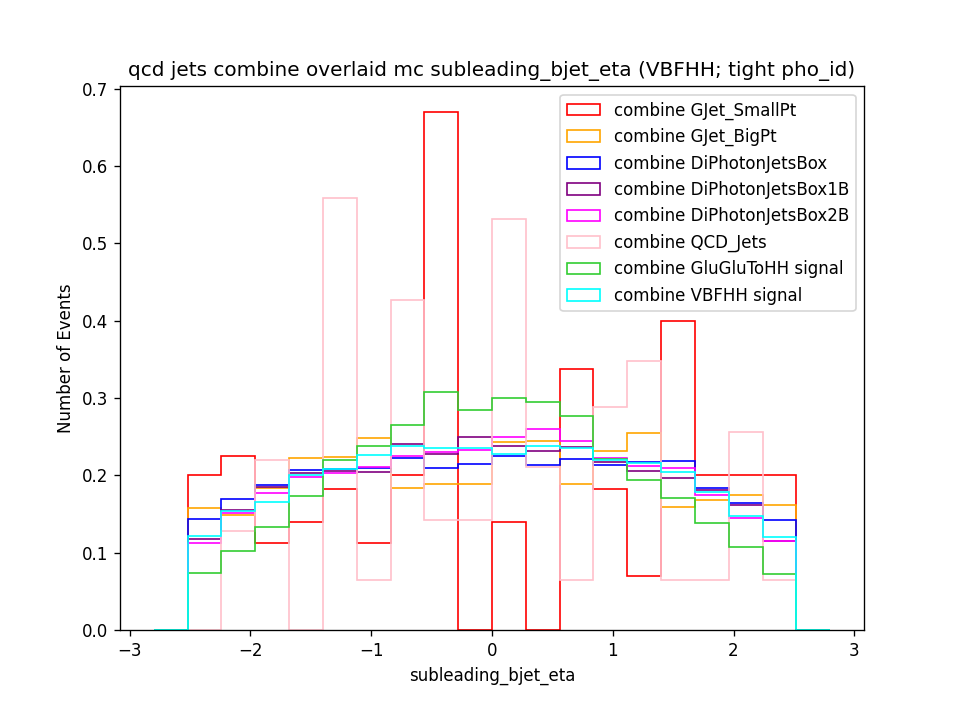 qcd jets combine overlaid mc subleading_bjet_eta (VBFHH; tight pho_id)
0.7
0.6
0.5
0.4
0.3
0.2
0.1
0.0
Number of Events
combine GJet_SmallPt
combine GJet_BigPt
combine DiPhotonJetsBox
combine DiPhotonJetsBox1B
combine DiPhotonJetsBox2B
combine QCD_Jets
combine GluGluToHH signal
combine VBFHH signal
−3 −2 −1 0 1 2 3
subleading_bjet_eta